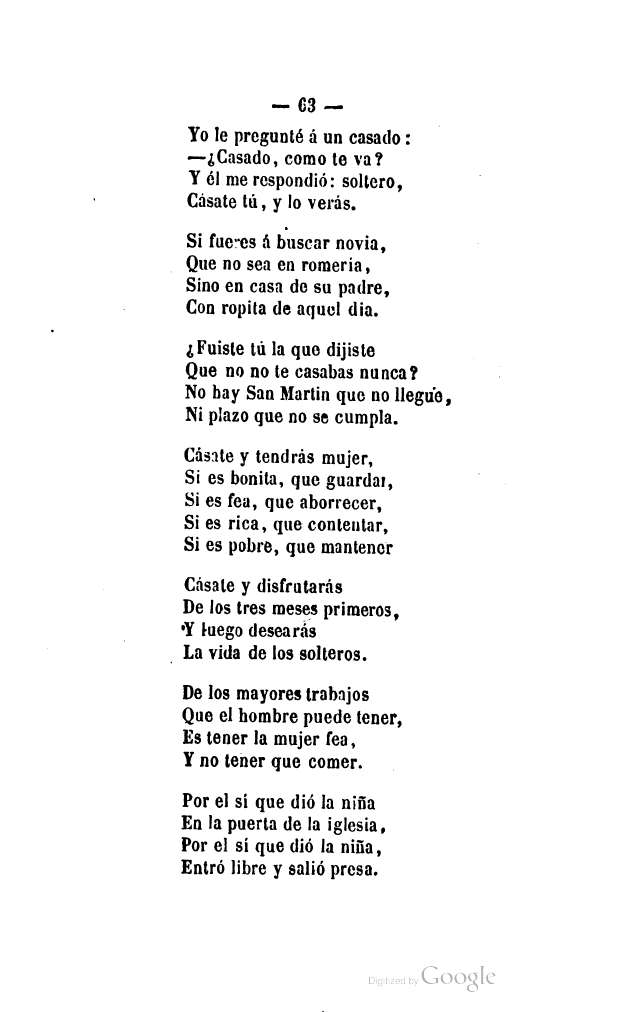 — 63 —
Yo le pregunté á un casado:
—¿Casado, como te va?
Y él me respondió: soltero,
Cásate tú, y lo verás.
Si fueres á buscar novia,
Que no sea en romeria,
Sino en casa de su padre,
Con ropita de aquel dia.
¿Fuiste tú la que dijiste
Que no no te casabas nunca?
No hay San Martin que no llegue,
Ni plazo que no se cumpla.
Cásate y tendrás mujer,
Si es bonita, que guardar,
Si es fea, que aborrecer,
Si es rica, que contentar,
Si es pobre, que mantener
Cásate y disfrutarás
De los tres meses primeros,
Y luego desearás
La vida de los solteros.
De los mayores trabajos
Que el hombre puede tener,
Es tener la mujer fea,
Y no tener que comer.
Por el sí que dió la niña
En la puerta de la iglesia,
Por el sí que dió la niña,
Entró libre y salió presa.
Digitized by Google